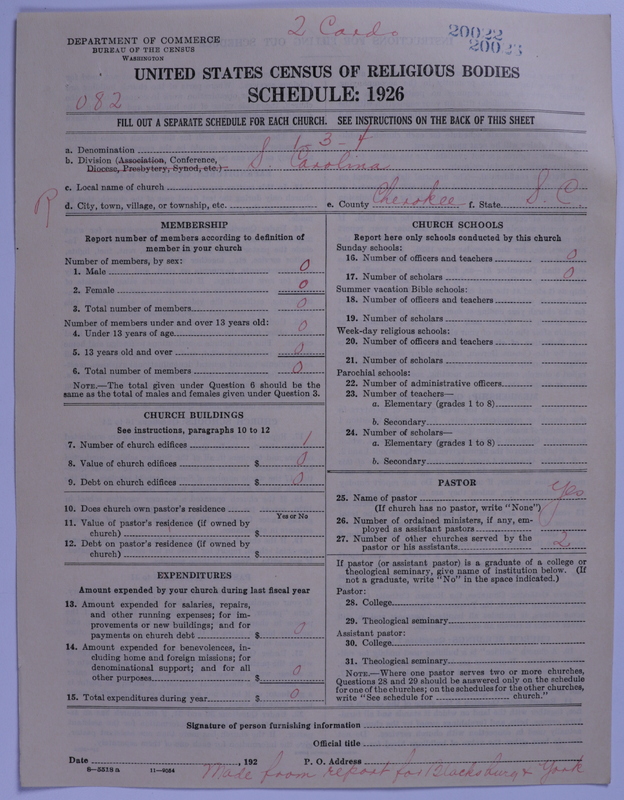 2 Cards
20022
20023
DEPARTMENT OF COMMERCE
BUREAU OF THE CENSUS
WASHINGTON
UNITED STATES CENSUS OF RELIGIOUS BODIES
082
SCHEDULE: 1926
FILL OUT A SEPARATE SCHEDULE FOR EACH CHURCH. SEE INSTRUCTIONS ON THE BACK OF THIS SHEET
a. Denomination 1-3-4
b. Division (Association, Conference, Diocese, Presbytery, Synod, etc.) S. Carolina
c. Local name of church
R
d. City, town, village, or township, etc. e. County Cherokee f. State S. C.
MEMBERSHIP
Report number of members according to definition of
member in your church
Number of members, by sex:
1. Male 0
2. Female 0
3. Total number of members 0
Number of members under and over 13 years old:
4. Under 13 years of age 0
5. 13 years old and over 0
6. Total number of members 0
NOTE.—The total given under Question 6 should be the
same as the total of males and females given under Question 3.
CHURCH BUILDINGS
See instructions, paragraphs 10 to 12
7. Number of church edifices 1
8. Value of church edifices $ 0
9. Debt on church edifices $ 0
10. Does church own pastor's residence
Yes or No
11. Value of pastor's residence (if owned by
church) $
12. Debt on pastor's residence (if owned by
church) $
EXPENDITURES
Amount expended by your church during last fiscal year
13. Amount expended for salaries, repairs,
and other running expenses; for im-
provements or new buildings; and for
payments on church debt $ 0
14. Amount expended for benevolences, in-
cluding home and foreign missions; for
denominational support; and for all
other purposes $ 0
15. Total expenditures during year $ 0
CHURCH SCHOOLS
Report here only schools conducted by this church
Sunday schools:
16. Number of officers and teachers 0
17. Number of scholars 0
Summer vacation Bible schools:
18. Number of officers and teachers
19. Number of scholars
Week-day religious schools:
20. Number of officers and teachers
21. Number of scholars
Parochial schools:
22. Number of administrative officers
23. Number of teachers—
a. Elementary (grades 1 to 8)
b. Secondary
24. Number of scholars—
a. Elementary (grades 1 to 8)
b. Secondary
PASTOR
25. Name of pastor Yes
(If church has no pastor, write "None")
26. Number of ordained ministers, if any, em-
ployed as assistant pastors
27. Number of other churches served by the
pastor or his assistants 2
If pastor (or assistant pastor) is a graduate of a college or
theological seminary, give name of institution below. (If
not a graduate, write "No" in the space indicated.)
Pastor:
28. College
29. Theological seminary
Assistant pastor:
30. College
31. Theological seminary
NOTE.—Where one pastor serves two or more churches,
Questions 28 and 29 should be answered only on the schedule
for one of the churches; on the schedules for the other churches,
write "See schedule for church."
Signature of person furnishing information
Official title
Date , 192 P. O. Address
8—5518a 11—9564
Made from report for Blacksburg & York